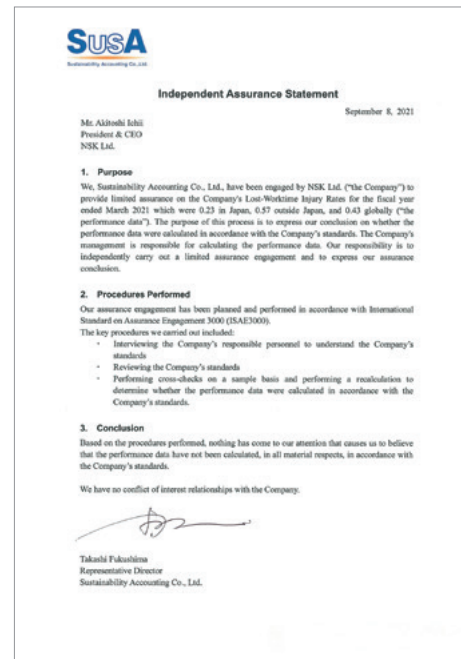 SusA
Sustainability Accounting Co., Ltd.
Independent Assurance Statement
September 8, 2021
Mr. Akitoshi Ichii
President & CEO
NSK Ltd.
1. Purpose
We, Sustainability Accounting Co., Ltd., have been engaged by NSK Ltd. ("the Company") to
provide limited assurance on the Company's Lost-Worktime Injury Rates for the fiscal year
ended March 2021 which were 0.23 in Japan, 0.57 outside Japan, and 0.43 globally ("the
performance data"). The purpose of this process is to express our conclusion on whether the
performance data were calculated in accordance with the Company's standards. The Company's
management is responsible for calculating the performance data. Our responsibility is to
independently carry out a limited assurance engagement and to express our assurance
conclusion.
2. Procedures Performed
Our assurance engagement has been planned and performed in accordance with International
Standard on Assurance Engagement 3000 (ISAE3000).
The key procedures we carried out included:
- Interviewing the Company's responsible personnel to understand the Company's
standards
- Reviewing the Company's standards
- Performing cross-checks on a sample basis and performing a recalculation to
determine whether the performance data were calculated in accordance with the
Company's standards.
3. Conclusion
Based on the procedures performed, nothing has come to our attention that causes us to believe
that the performance data have not been calculated, in all material respects, in accordance with
the Company's standards.
We have no conflict of interest relationships with the Company.
Takashi Fukushima
Representative Director
Sustainability Accounting Co., Ltd.